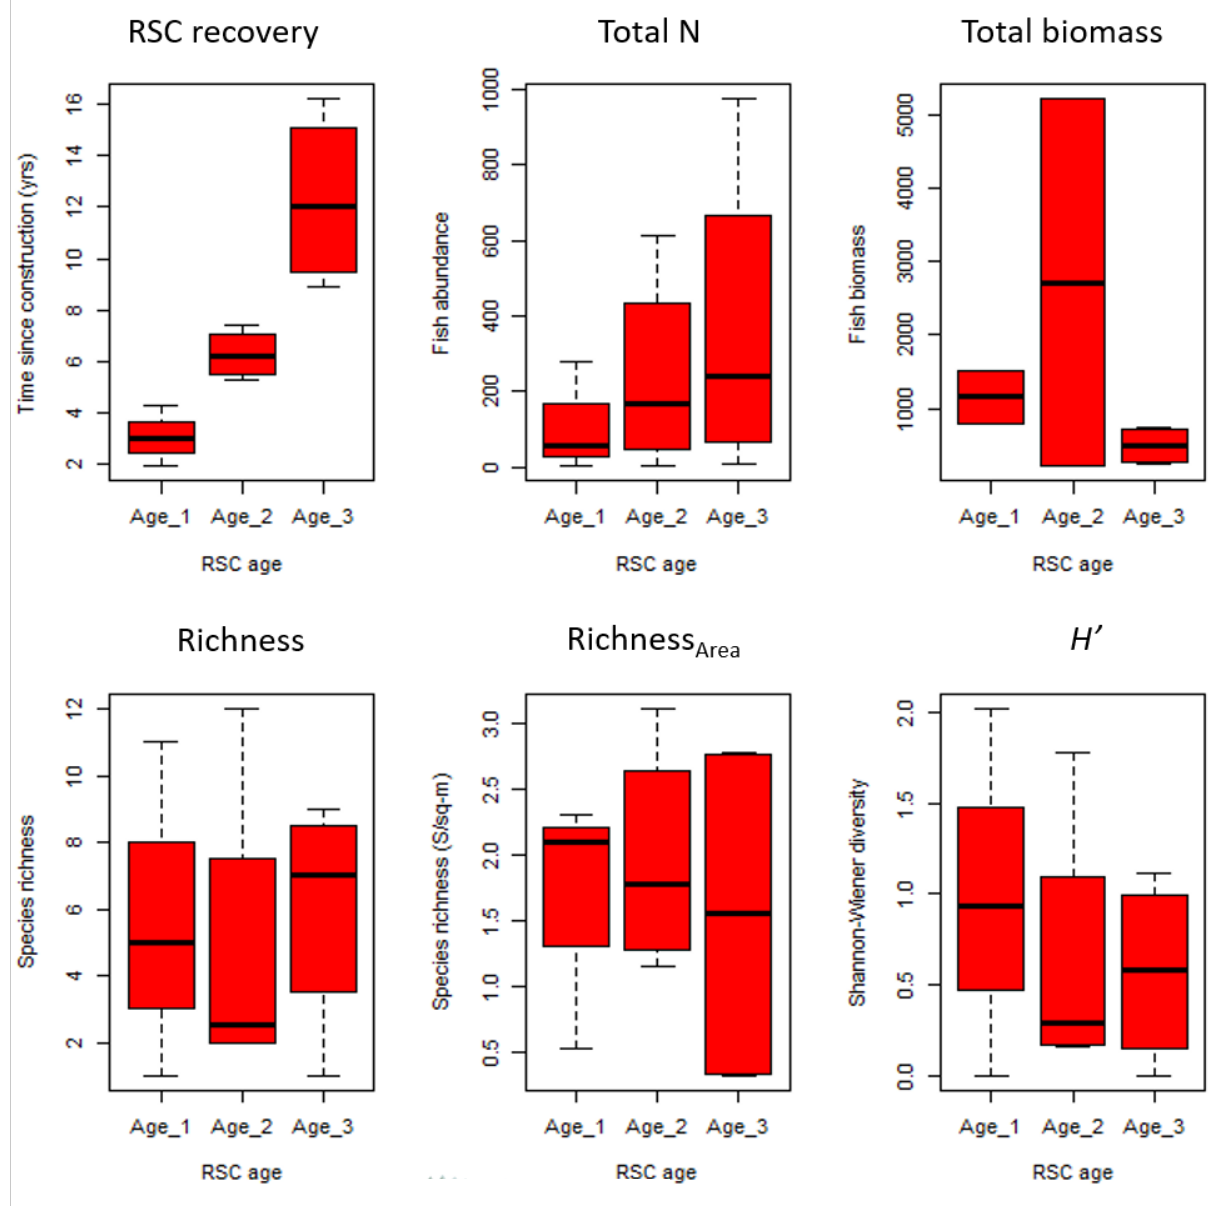 RSC recovery
Total N
Total biomass
Time since construction (yrs)
16
14
12
10
8
6
4
2
Age_1 Age_2 Age_3
RSC age
Fish abundance
1000
800
600
400
200
0
Age_1 Age_2 Age_3
RSC age
Fish biomass
5000
4000
3000
2000
1000
Age_1 Age_2 Age_3
RSC age
Richness
Richness Area
H’
Species richness
12
10
8
6
4
2
Age_1 Age_2 Age_3
RSC age
Species richness (S/sq-m)
3.0
2.5
2.0
1.5
1.0
0.5
Age_1 Age_2 Age_3
RSC age
Shannon-Wiener diversity
2.0
1.5
1.0
0.5
0.0
Age_1 Age_2 Age_3
RSC age